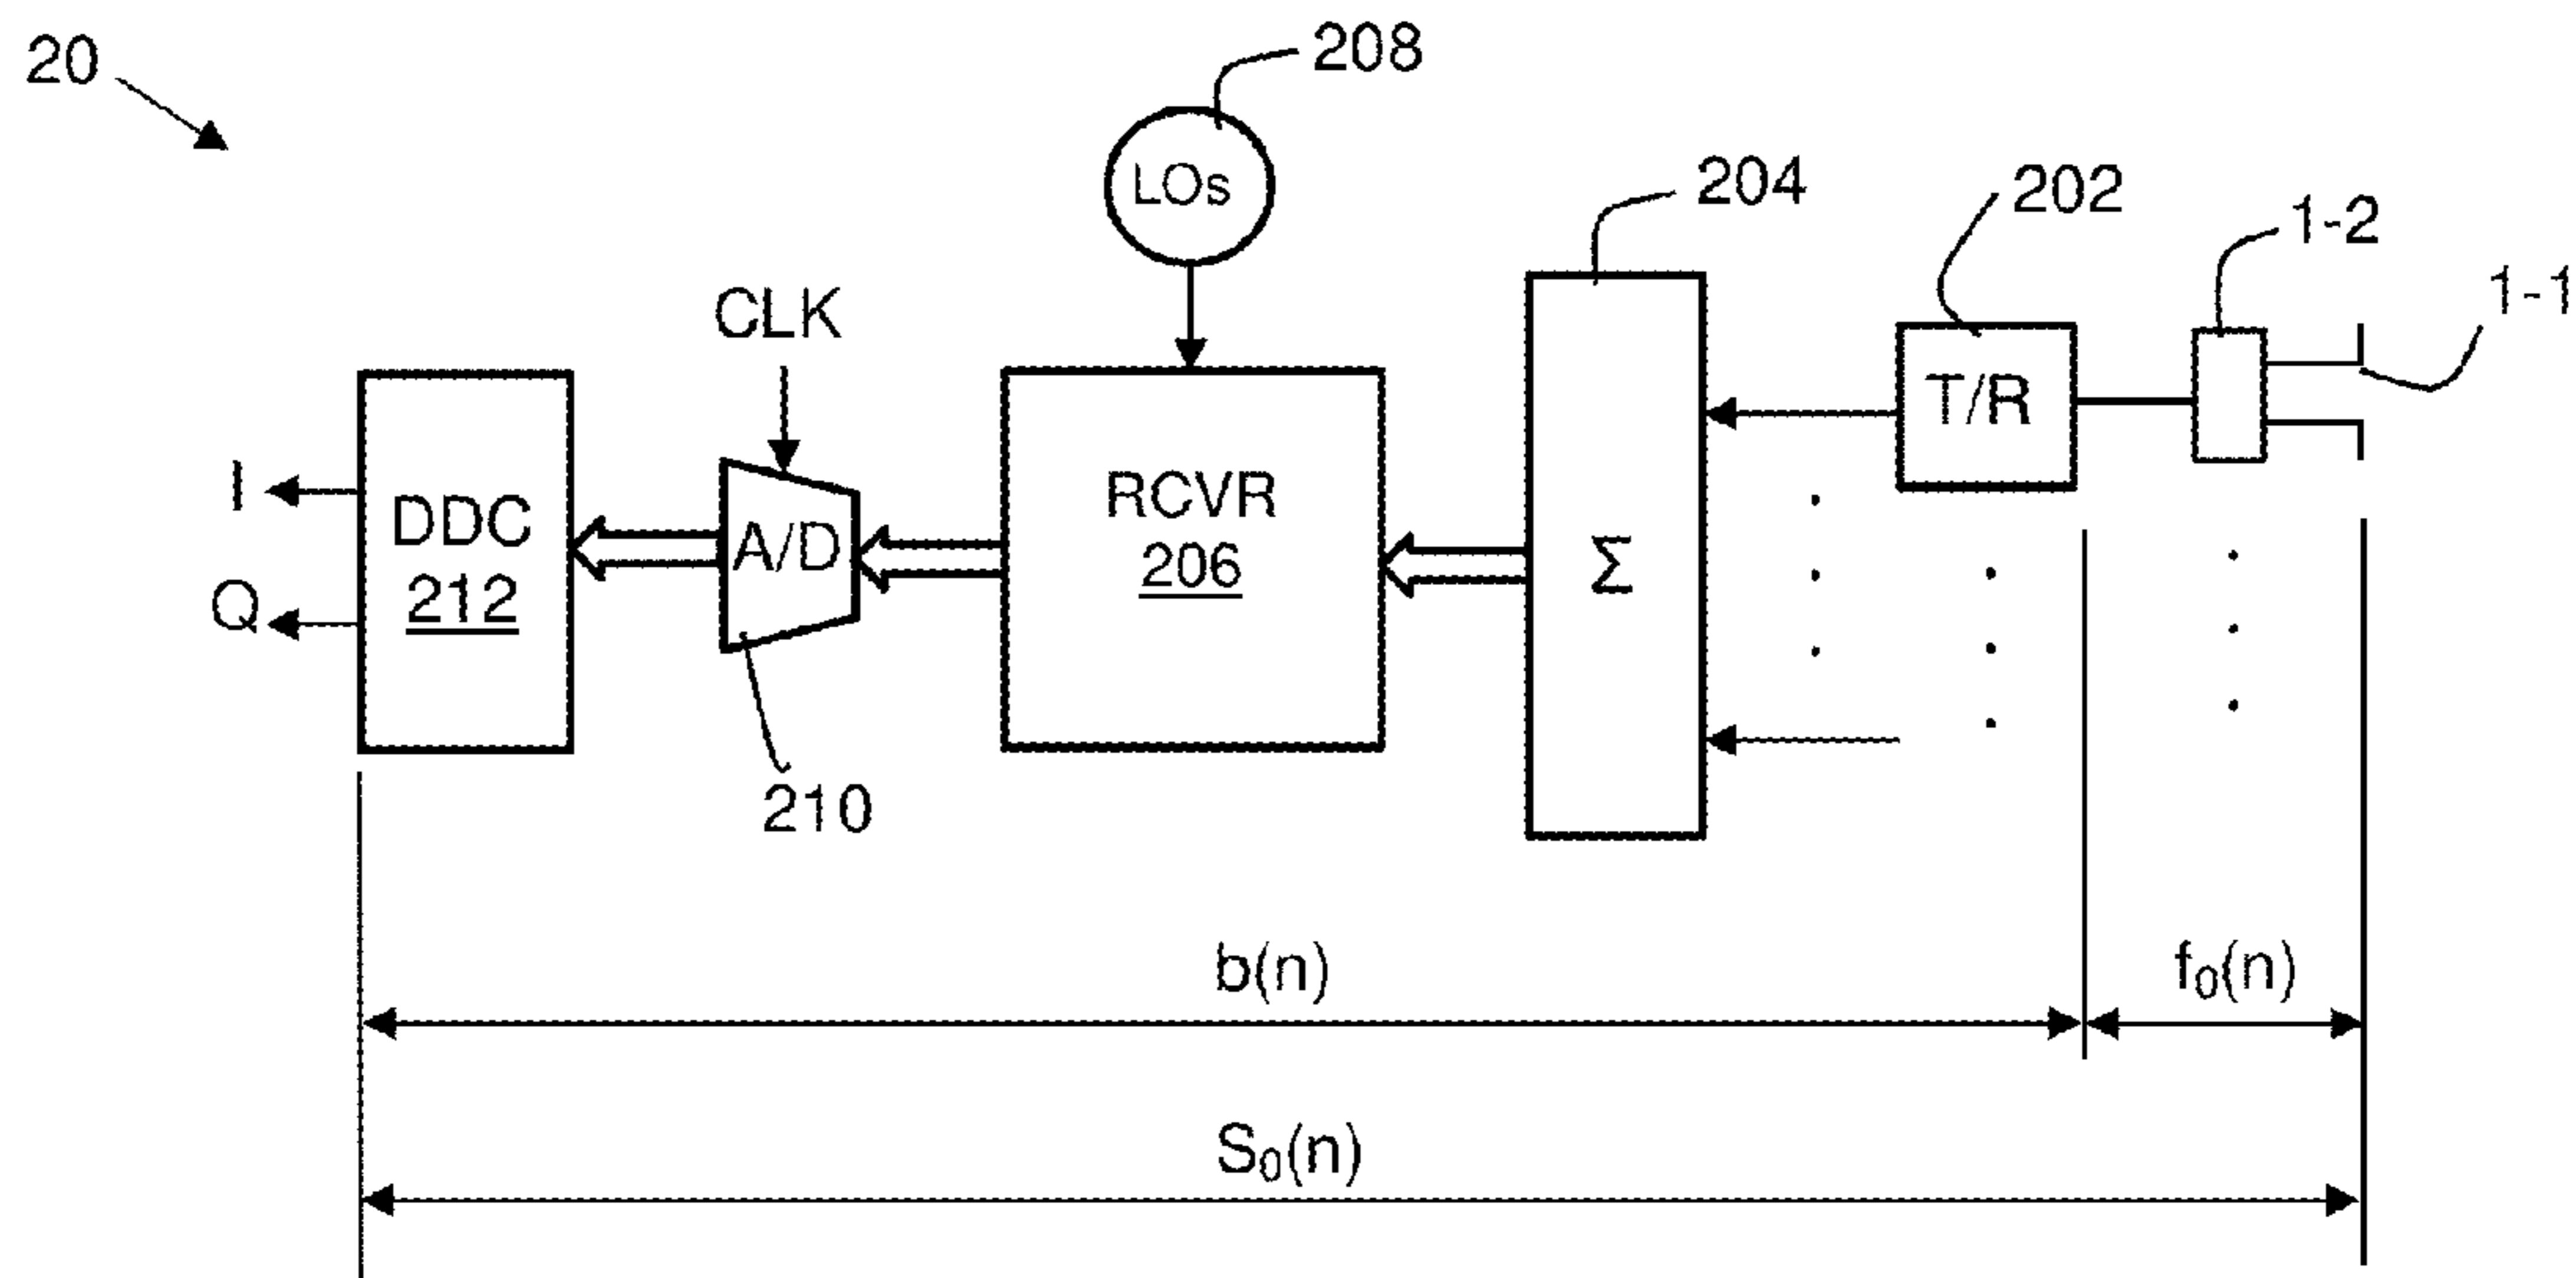 20
208
LOs
204
202
1-2
1-1
CLK
T/R
I
Q
DDC
212
A/D
RCVR
206
Σ
210
b(n)
f₀(n)
S₀(n)